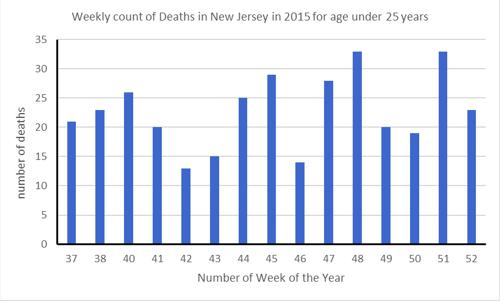 Weekly count of Deaths in New Jersey in 2015 for age under 25 years
35
30
25
20
15
10
5
0
number of deaths
37 38 40 41 42 43 44 45 46 47 48 49 50 51 52
Number of Week of the Year